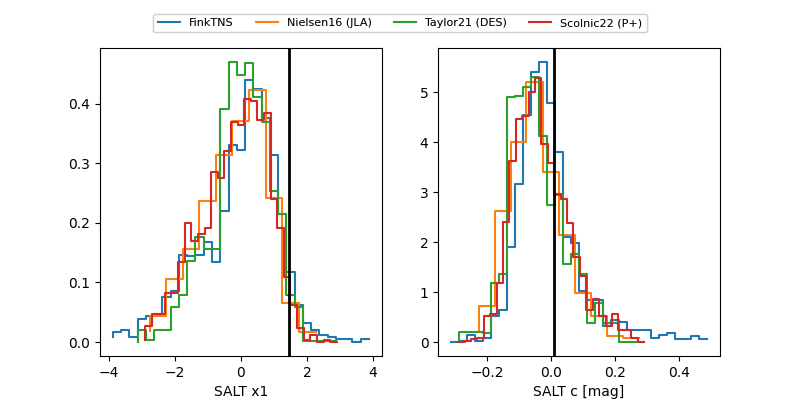 FinkTNS Nielsen16 (JLA) Taylor21 (DES) Scolnic22 (P+)
0.4
0.3
0.2
0.1
0.0
−4 −2 0 2 4
SALT x1
5
4
3
2
1
0
−0.2 0.0 0.2 0.4
SALT c [mag]